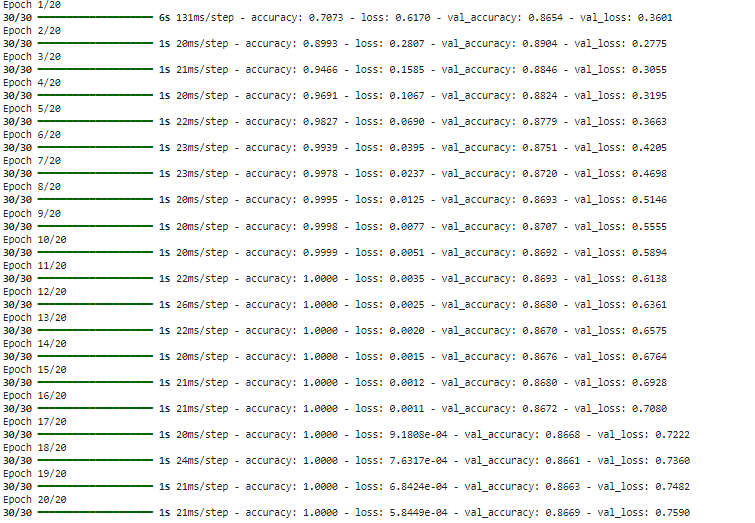 Epoch 1/20
30/30 ━━━━━━━━━━━━━━━━━━━━ 6s 131ms/step - accuracy: 0.7073 - loss: 0.6170 - val_accuracy: 0.8654 - val_loss: 0.3601
Epoch 2/20
30/30 ━━━━━━━━━━━━━━━━━━━━ 1s 20ms/step - accuracy: 0.8993 - loss: 0.2807 - val_accuracy: 0.8904 - val_loss: 0.2775
Epoch 3/20
30/30 ━━━━━━━━━━━━━━━━━━━━ 1s 21ms/step - accuracy: 0.9466 - loss: 0.1585 - val_accuracy: 0.8846 - val_loss: 0.3055
Epoch 4/20
30/30 ━━━━━━━━━━━━━━━━━━━━ 1s 20ms/step - accuracy: 0.9691 - loss: 0.1067 - val_accuracy: 0.8824 - val_loss: 0.3195
Epoch 5/20
30/30 ━━━━━━━━━━━━━━━━━━━━ 1s 22ms/step - accuracy: 0.9827 - loss: 0.0690 - val_accuracy: 0.8779 - val_loss: 0.3663
Epoch 6/20
30/30 ━━━━━━━━━━━━━━━━━━━━ 1s 23ms/step - accuracy: 0.9939 - loss: 0.0395 - val_accuracy: 0.8751 - val_loss: 0.4205
Epoch 7/20
30/30 ━━━━━━━━━━━━━━━━━━━━ 1s 23ms/step - accuracy: 0.9978 - loss: 0.0237 - val_accuracy: 0.8720 - val_loss: 0.4698
Epoch 8/20
30/30 ━━━━━━━━━━━━━━━━━━━━ 1s 20ms/step - accuracy: 0.9995 - loss: 0.0125 - val_accuracy: 0.8693 - val_loss: 0.5146
Epoch 9/20
30/30 ━━━━━━━━━━━━━━━━━━━━ 1s 20ms/step - accuracy: 0.9998 - loss: 0.0077 - val_accuracy: 0.8707 - val_loss: 0.5555
Epoch 10/20
30/30 ━━━━━━━━━━━━━━━━━━━━ 1s 20ms/step - accuracy: 0.9999 - loss: 0.0051 - val_accuracy: 0.8692 - val_loss: 0.5894
Epoch 11/20
30/30 ━━━━━━━━━━━━━━━━━━━━ 1s 22ms/step - accuracy: 1.0000 - loss: 0.0035 - val_accuracy: 0.8693 - val_loss: 0.6138
Epoch 12/20
30/30 ━━━━━━━━━━━━━━━━━━━━ 1s 26ms/step - accuracy: 1.0000 - loss: 0.0025 - val_accuracy: 0.8680 - val_loss: 0.6361
Epoch 13/20
30/30 ━━━━━━━━━━━━━━━━━━━━ 1s 22ms/step - accuracy: 1.0000 - loss: 0.0020 - val_accuracy: 0.8670 - val_loss: 0.6575
Epoch 14/20
30/30 ━━━━━━━━━━━━━━━━━━━━ 1s 20ms/step - accuracy: 1.0000 - loss: 0.0015 - val_accuracy: 0.8676 - val_loss: 0.6764
Epoch 15/20
30/30 ━━━━━━━━━━━━━━━━━━━━ 1s 21ms/step - accuracy: 1.0000 - loss: 0.0012 - val_accuracy: 0.8680 - val_loss: 0.6928
Epoch 16/20
30/30 ━━━━━━━━━━━━━━━━━━━━ 1s 21ms/step - accuracy: 1.0000 - loss: 0.0011 - val_accuracy: 0.8672 - val_loss: 0.7080
Epoch 17/20
30/30 ━━━━━━━━━━━━━━━━━━━━ 1s 20ms/step - accuracy: 1.0000 - loss: 9.1808e-04 - val_accuracy: 0.8668 - val_loss: 0.7222
Epoch 18/20
30/30 ━━━━━━━━━━━━━━━━━━━━ 1s 24ms/step - accuracy: 1.0000 - loss: 7.6317e-04 - val_accuracy: 0.8661 - val_loss: 0.7360
Epoch 19/20
30/30 ━━━━━━━━━━━━━━━━━━━━ 1s 21ms/step - accuracy: 1.0000 - loss: 6.8424e-04 - val_accuracy: 0.8663 - val_loss: 0.7482
Epoch 20/20
30/30 ━━━━━━━━━━━━━━━━━━━━ 1s 21ms/step - accuracy: 1.0000 - loss: 5.8449e-04 - val_accuracy: 0.8669 - val_loss: 0.7590